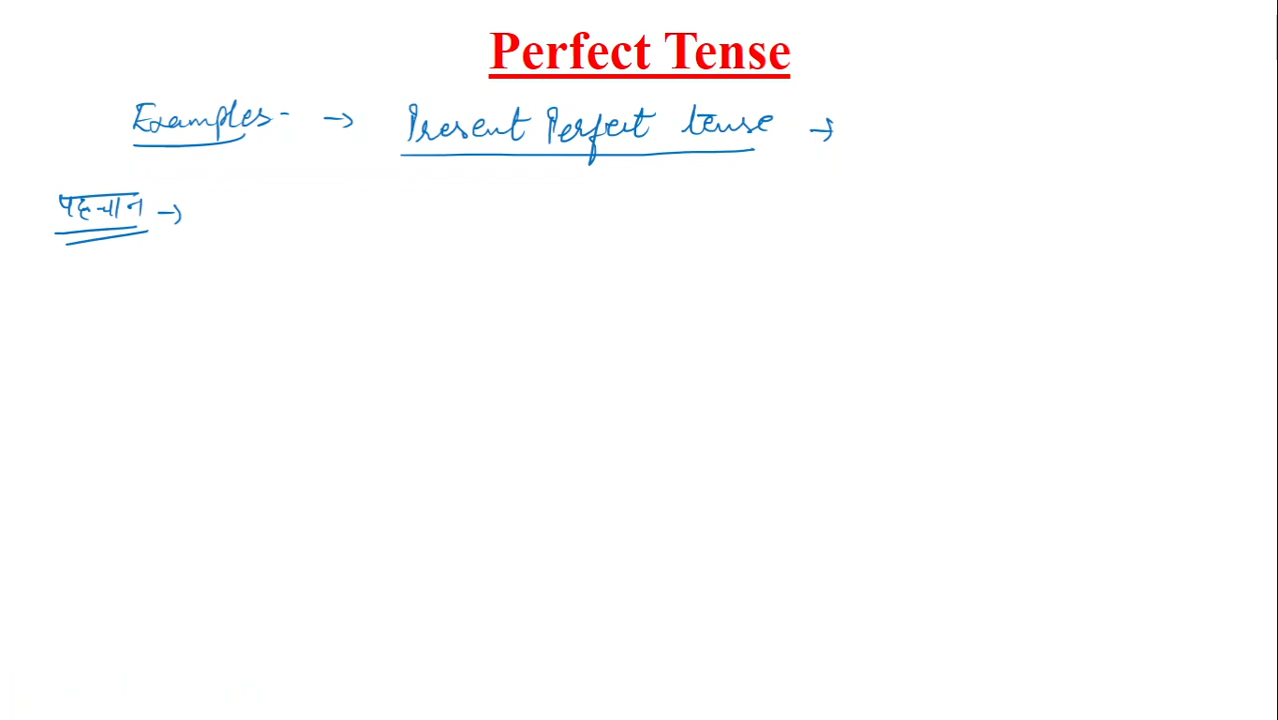 Perfect Tense
Examples- → Present Perfect tense →
पहचान →